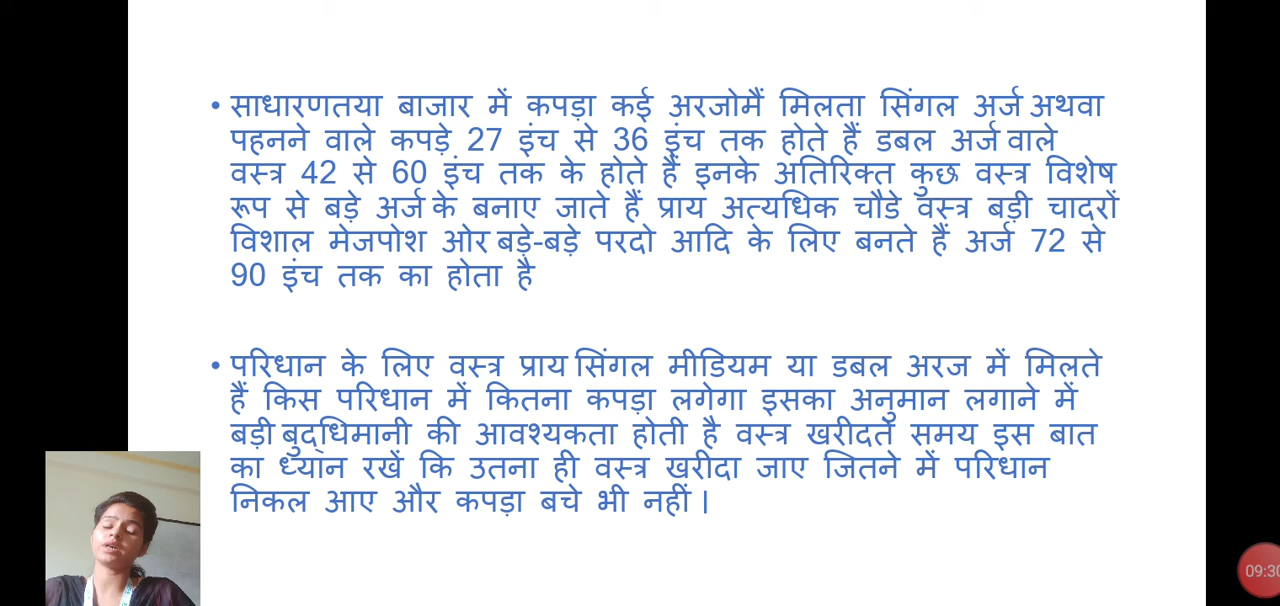 • साधारणतया बाजार में कपड़ा कई अरजोमैं मिलता सिंगल अर्ज अथवा
पहनने वाले कपड़े 27 इंच से 36 इंच तक होते हैं डबल अर्ज वाले
वस्त्र 42 से 60 इंच तक के होते हैं इनके अतिरिक्त कुछ वस्त्र विशेष
रूप से बड़े अर्ज के बनाए जाते हैं प्राय अत्यधिक चौडे वस्त्र बड़ी चादरों
विशाल मेजपोश ओर बड़े-बड़े परदो आदि के लिए बनते हैं अर्ज 72 से
90 इंच तक का होता है
• परिधान के लिए वस्त्र प्राय सिंगल मीडियम या डबल अरज में मिलते
हैं किस परिधान में कितना कपड़ा लगेगा इसका अनुमान लगाने में
बड़ी बुद्धिमानी की आवश्यकता होती है वस्त्र खरीदते समय इस बात
का ध्यान रखें कि उतना ही वस्त्र खरीदा जाए जितने में परिधान
निकल आए और कपड़ा बचे भी नहीं |
09:30